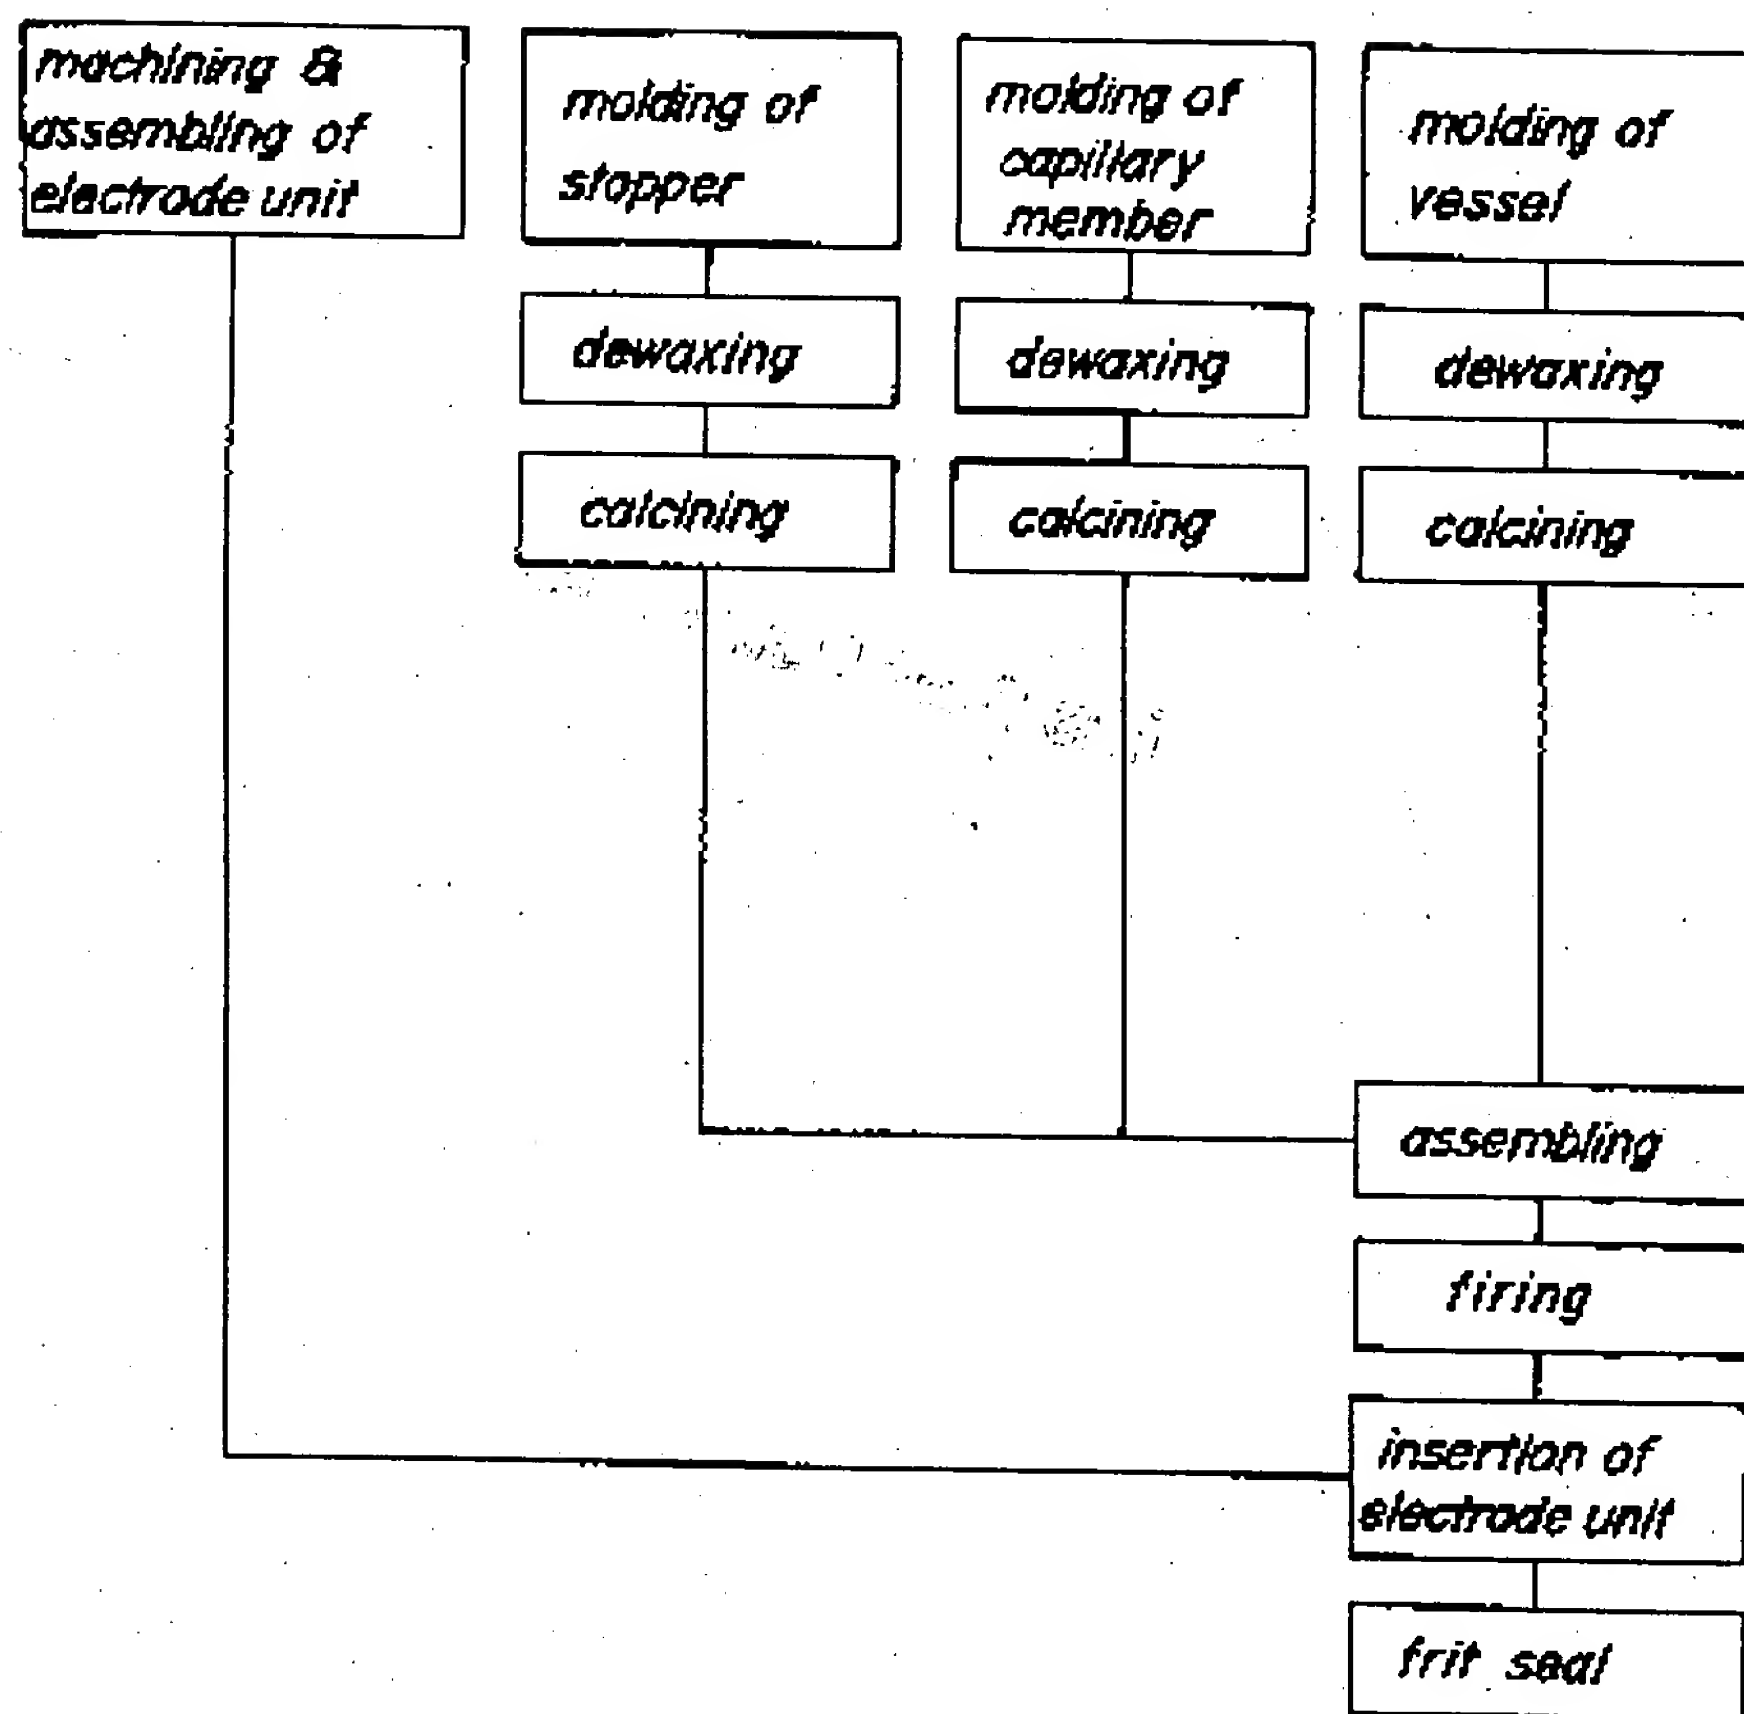 machining &
assembling of
electrode unit
molding of
stopper
molding of
capillary
member
molding of
vessel
dewaxing
dewaxing
dewaxing
calcining
calcining
calcining
assembling
firing
insertion of
electrode unit
frit seal